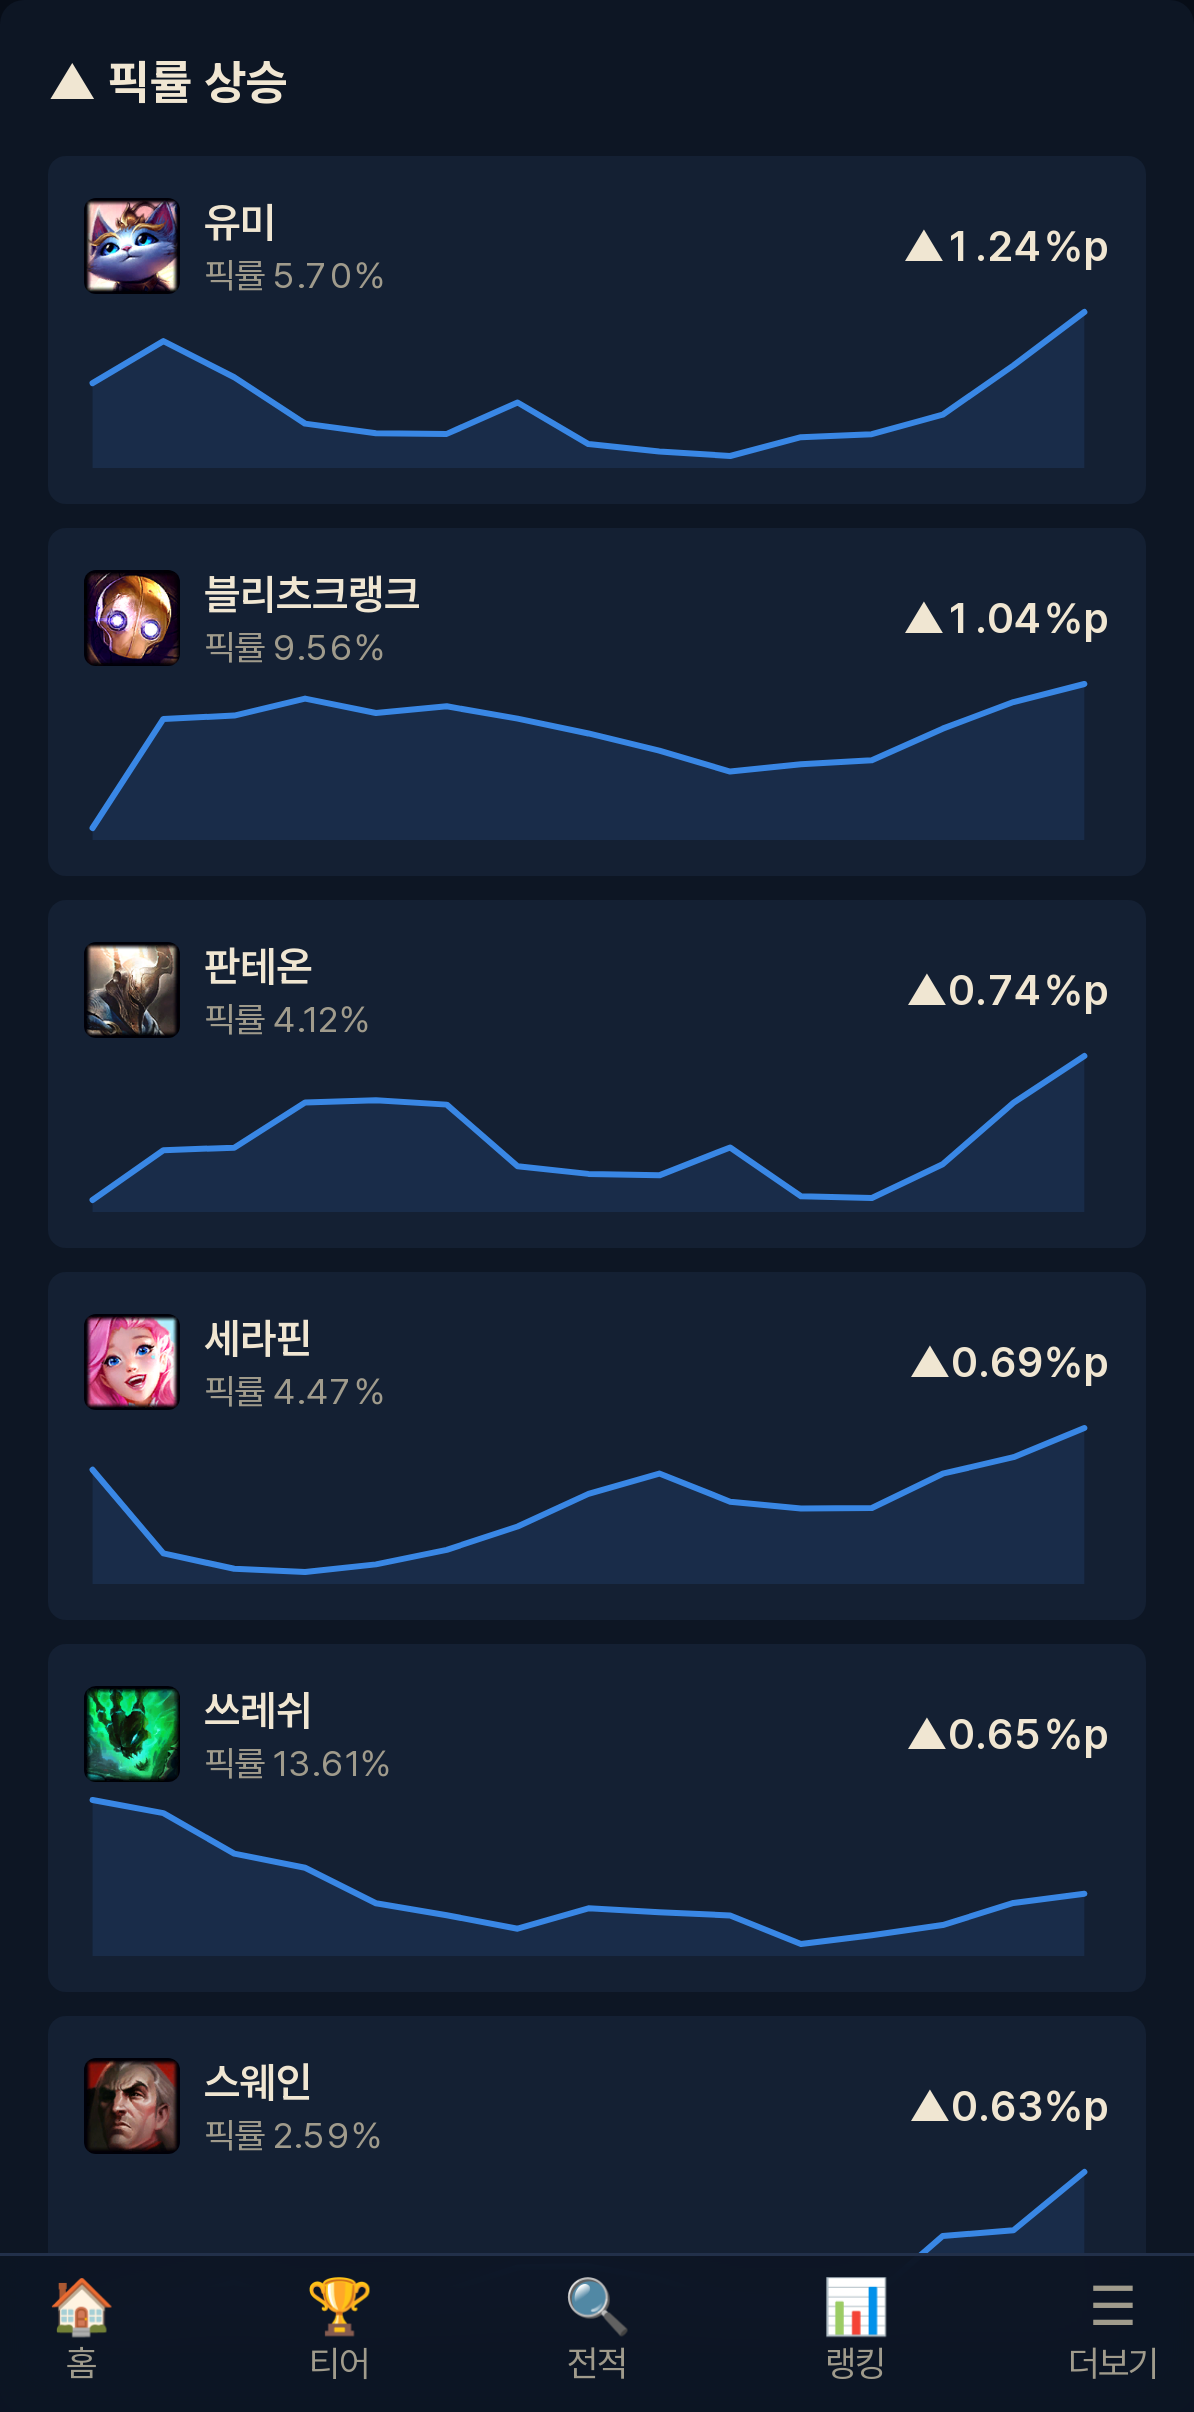 ▲ 픽률 상승
유미
픽률 5.70%
▲1.24%p
블리츠크랭크
픽률 9.56%
▲1.04%p
판테온
픽률 4.12%
▲0.74%p
세라핀
픽률 4.47%
▲0.69%p
쓰레쉬
픽률 13.61%
▲0.65%p
스웨인
픽률 2.59%
▲0.63%p
홈
티어
전적
랭킹
더보기